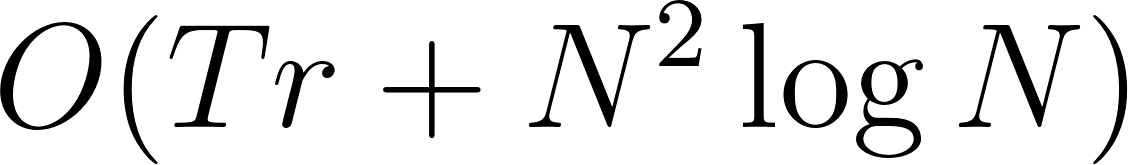 O(Tr + N² log N)